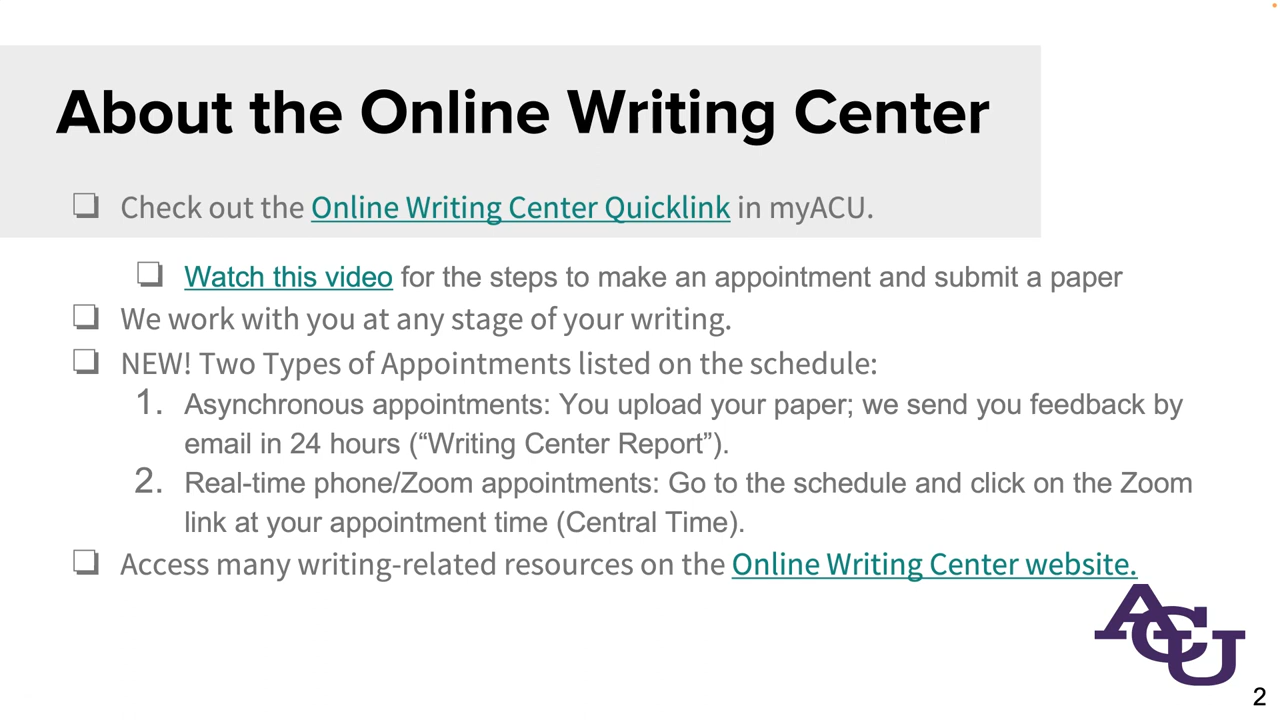 About the Online Writing Center
❏ Check out the Online Writing Center Quicklink in myACU.
❏ Watch this video for the steps to make an appointment and submit a paper
❏ We work with you at any stage of your writing.
❏ NEW! Two Types of Appointments listed on the schedule:
1. Asynchronous appointments: You upload your paper; we send you feedback by
email in 24 hours (“Writing Center Report”).
2. Real-time phone/Zoom appointments: Go to the schedule and click on the Zoom
link at your appointment time (Central Time).
❏ Access many writing-related resources on the Online Writing Center website.
ACU
2